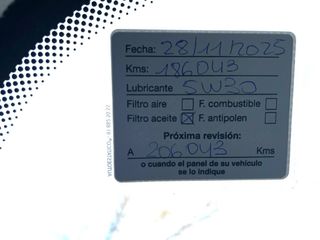 Fecha: 28/11/2025
Kms: 186043
Lubricante 5W30
Filtro aire F. combustible
Filtro aceite X F. antipolen
Próxima revisión:
A 206043 Kms
o cuando el panel de su vehículo
se lo indique